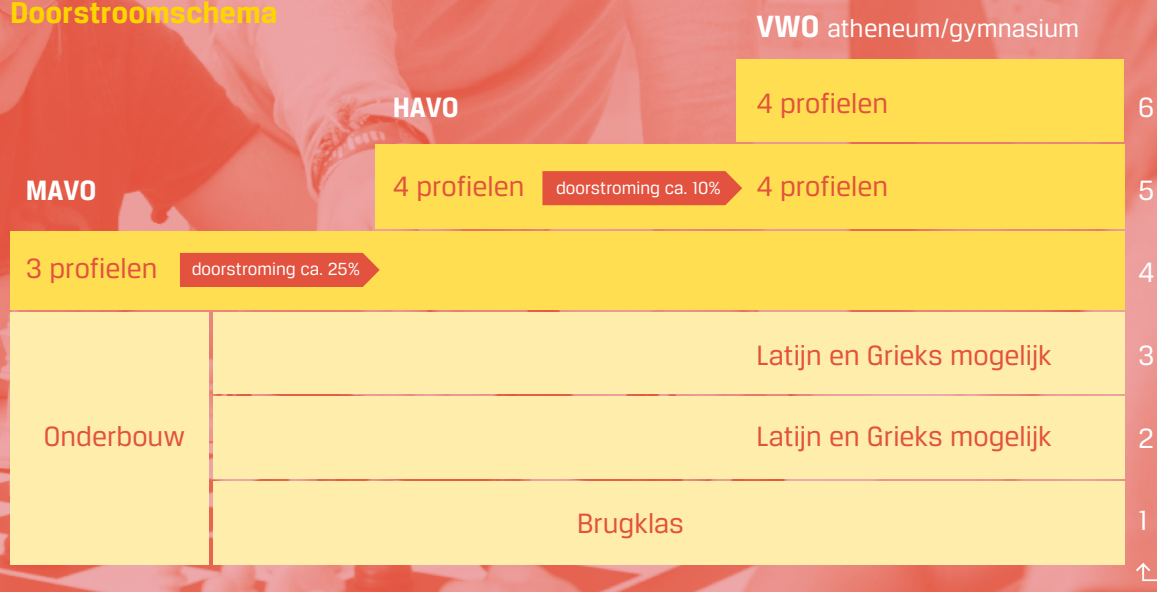 Doorstroomschema
VWO atheneum/gymnasium
HAVO
4 profielen
6
MAVO
4 profielen
doorstroming ca. 10%
4 profielen
5
3 profielen
doorstroming ca. 25%
4
Latijn en Grieks mogelijk
3
Onderbouw
Latijn en Grieks mogelijk
2
Brugklas
1